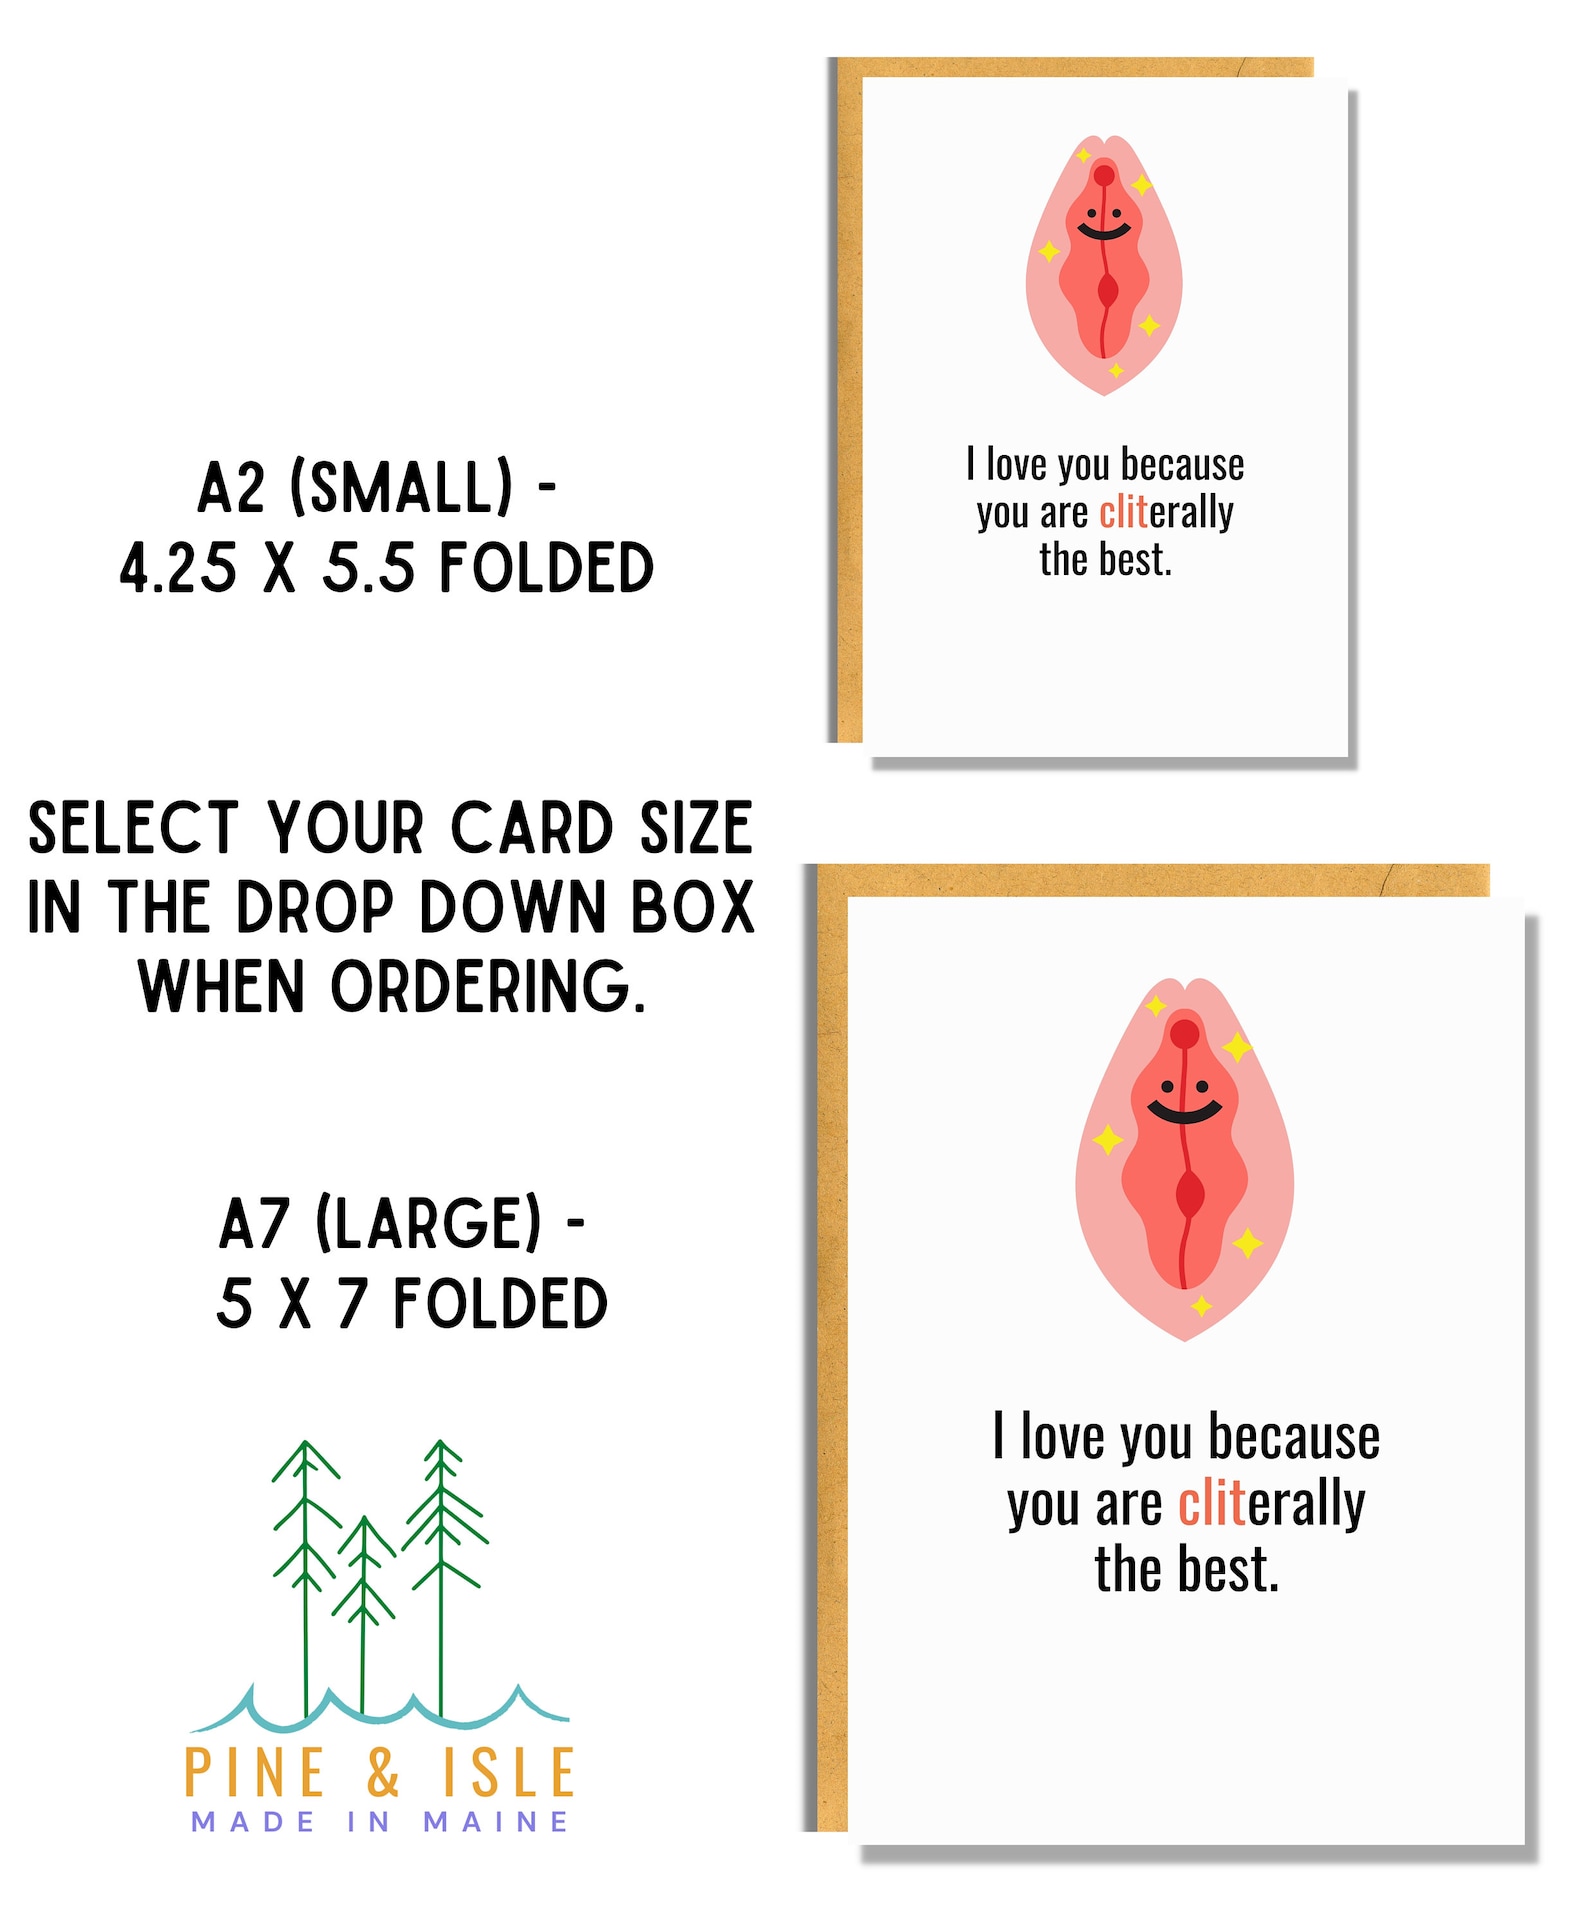 A2 (SMALL) -
4.25 X 5.5 FOLDED
I love you because
you are cliterally
the best.
SELECT YOUR CARD SIZE
IN THE DROP DOWN BOX
WHEN ORDERING.
A7 (LARGE) -
5 X 7 FOLDED
I love you because
you are cliterally
the best.
PINE & ISLE
MADE IN MAINE